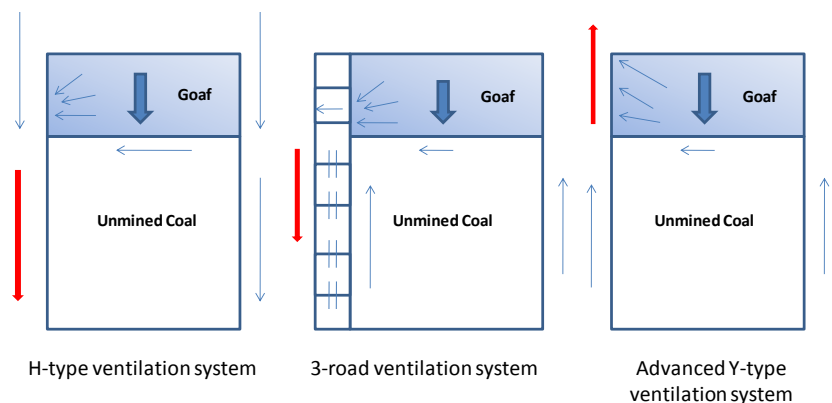 Goaf
Goaf
Goaf
Unmined Coal
Unmined Coal
Unmined Coal
H-type ventilation system
3-road ventilation system
Advanced Y-type
ventilation system